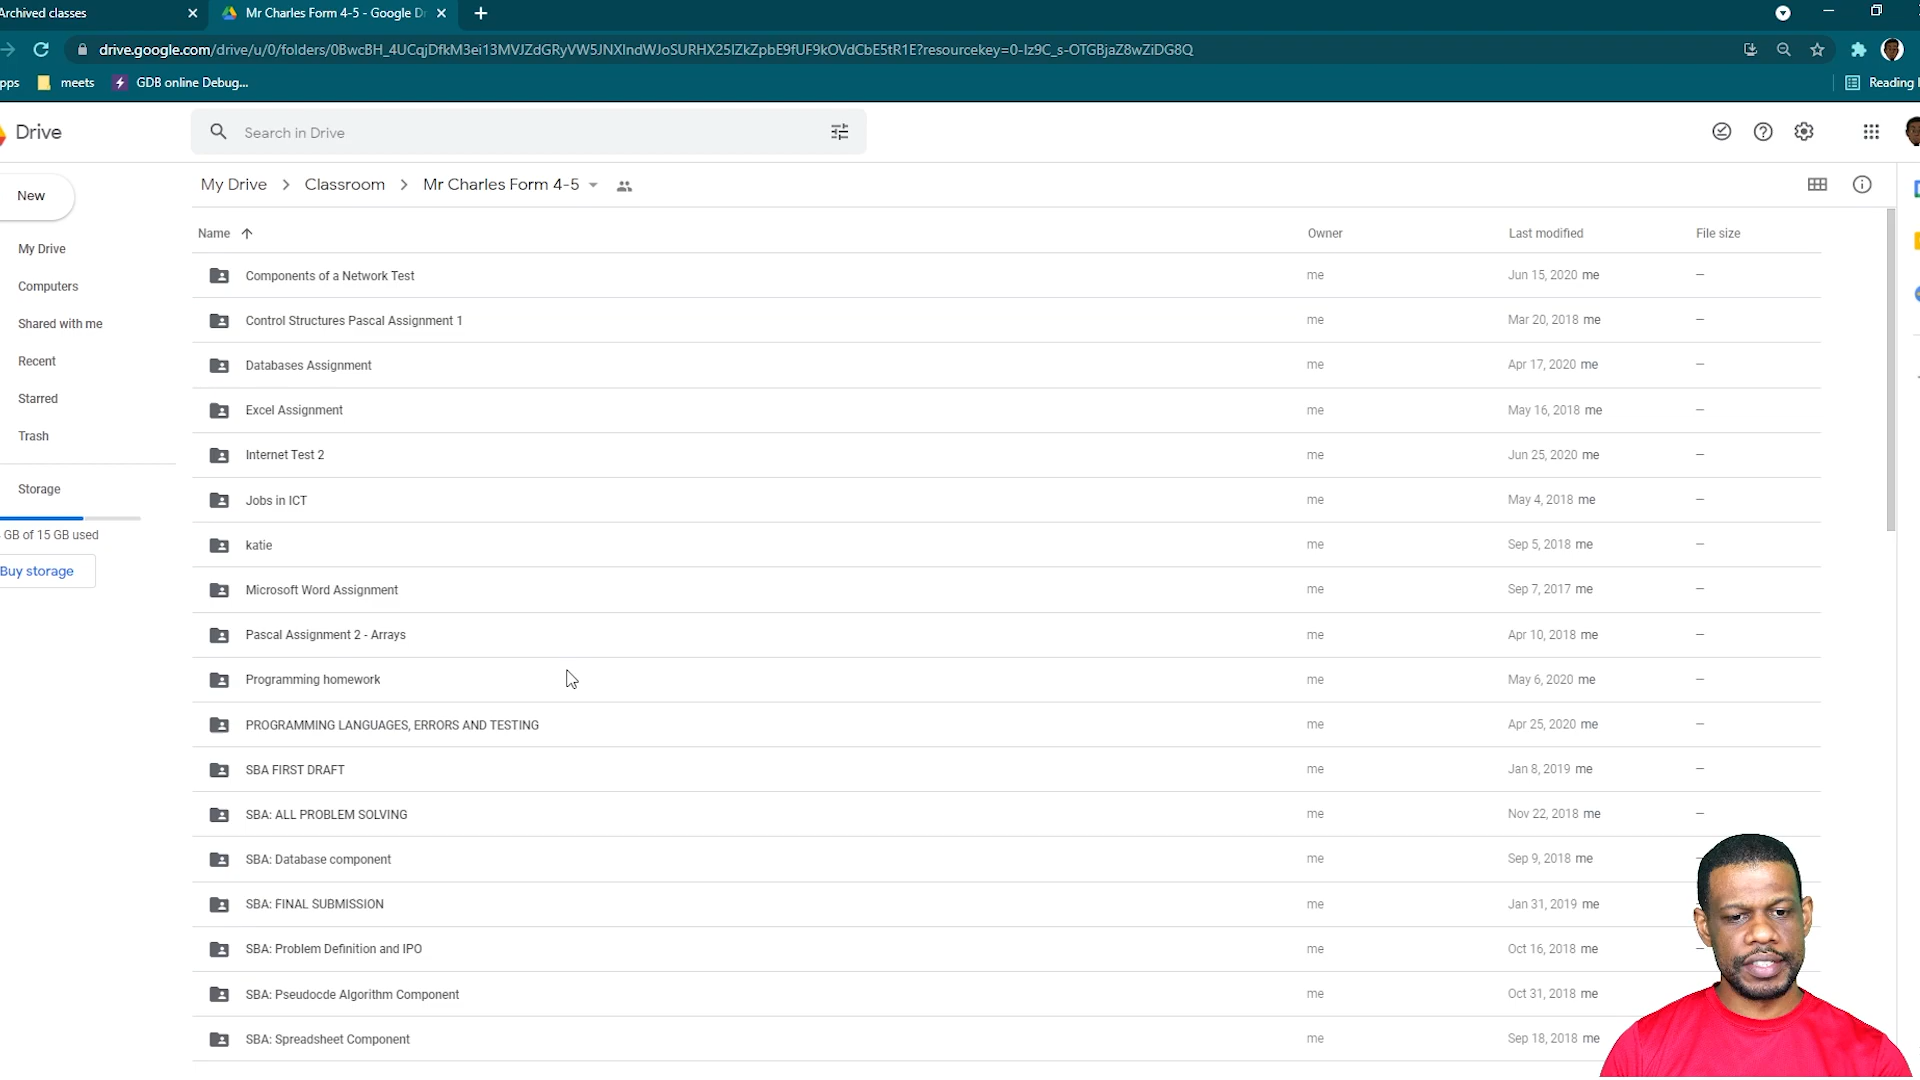 Archived classes
Mr Charles Form 4-5 - Google Dr
drive.google.com/drive/u/0/folders/0BwcBH_4UCqjDfkM3ei13MVJZdGRyVW5JNXlndWJoSURHX25IZkZpbE9fUF9kOVdCbE5tR1E?resourcekey=0-Iz9C_s-OTGBjaZ8wZiDG8Q
pps
meets
GDB online Debug...
Reading l
Drive
Search in Drive
New
My Drive > Classroom > Mr Charles Form 4-5
My Drive
Computers
Shared with me
Recent
Starred
Trash
Storage
GB of 15 GB used
Buy storage
Name Owner Last modified File size
Components of a Network Test me Jun 15, 2020 me –
Control Structures Pascal Assignment 1 me Mar 20, 2018 me –
Databases Assignment me Apr 17, 2020 me –
Excel Assignment me May 16, 2018 me –
Internet Test 2 me Jun 25, 2020 me –
Jobs in ICT me May 4, 2018 me –
katie me Sep 5, 2018 me –
Microsoft Word Assignment me Sep 7, 2017 me –
Pascal Assignment 2 - Arrays me Apr 10, 2018 me –
Programming homework me May 6, 2020 me –
PROGRAMMING LANGUAGES, ERRORS AND TESTING me Apr 25, 2020 me –
SBA FIRST DRAFT me Jan 8, 2019 me –
SBA: ALL PROBLEM SOLVING me Nov 22, 2018 me –
SBA: Database component me Sep 9, 2018 me –
SBA: FINAL SUBMISSION me Jan 31, 2019 me –
SBA: Problem Definition and IPO me Oct 16, 2018 me –
SBA: Pseudocde Algorithm Component me Oct 31, 2018 me
SBA: Spreadsheet Component me Sep 18, 2018 me